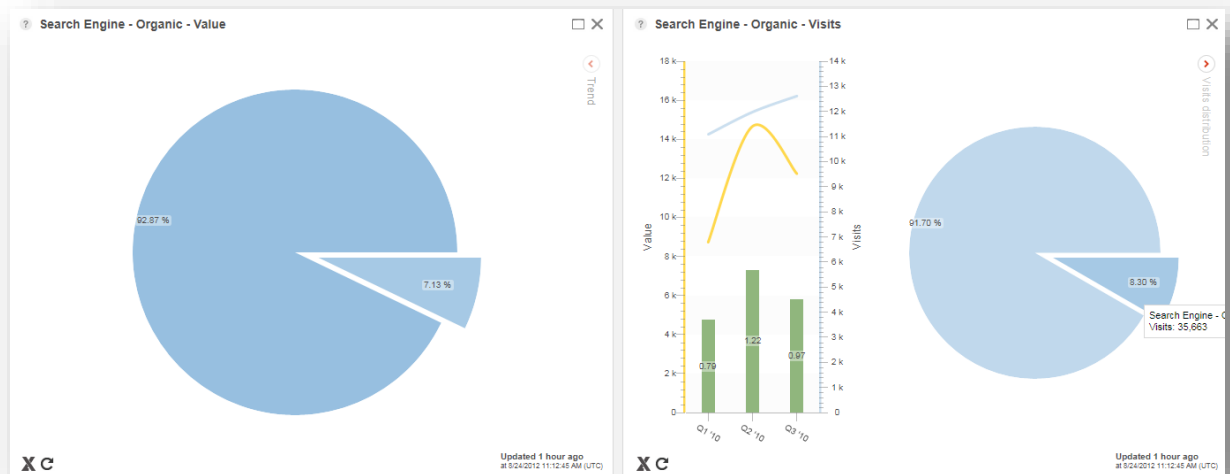 ? Search Engine - Organic - Value
Trend
92.87 %
7.13 %
Updated 1 hour ago
at 8/24/2012 11:12:45 AM (UTC)
? Search Engine - Organic - Visits
Visits distribution
Value
18 k
16 k
14 k
12 k
10 k
8 k
6 k
4 k
2 k
0
0.79
1.22
0.97
Q1 '10
Q2 '10
Q3 '10
14 k
13 k
12 k
11 k
10 k
9 k
8 k
7 k
6 k
5 k
4 k
3 k
2 k
1 k
0
Visits
91.70 %
8.30 %
Search Engine - O
Visits: 35,663
Updated 1 hour ago
at 8/24/2012 11:12:45 AM (UTC)